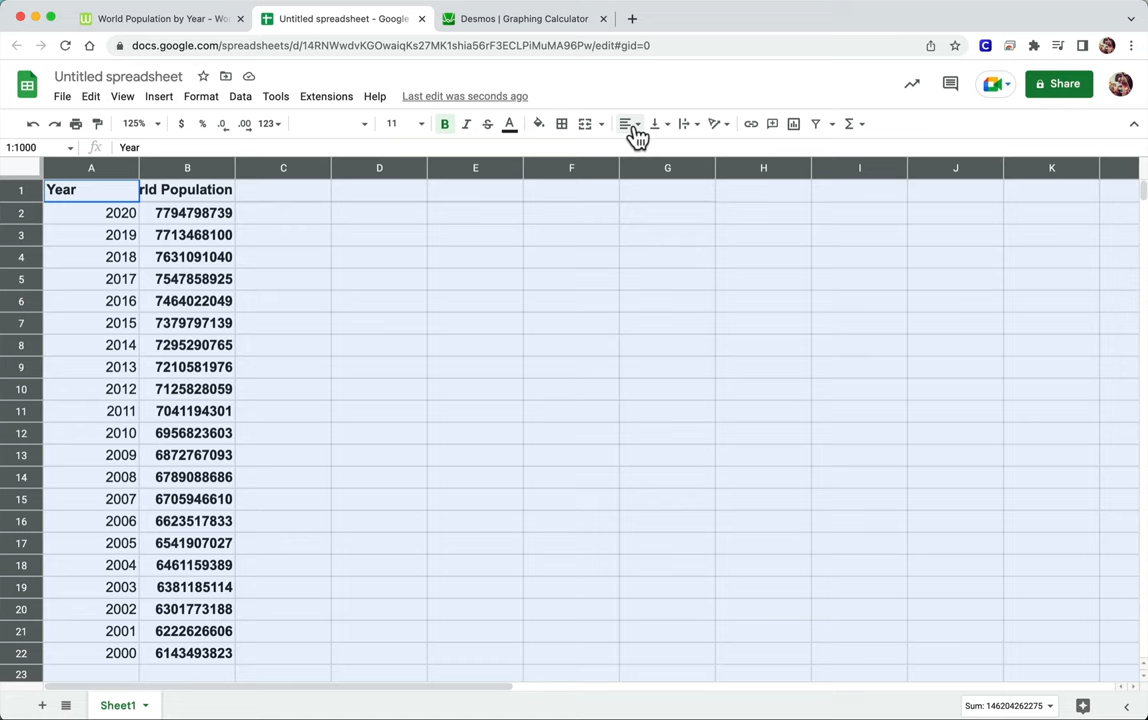 World Population by Year - Wo
Untitled spreadsheet - Google
Desmos | Graphing Calculator
docs.google.com/spreadsheets/d/14RNWwdvKGOwaiqKs27MK1shia56rF3ECLPiMuMA96Pw/edit#gid=0
Untitled spreadsheet
File Edit View Insert Format Data Tools Extensions Help Last edit was seconds ago
Share
125% $ % .0 .00 123 11 B I S A
1:1000 fx Year
A B C D E F G H I J K
1 Year rld Population
2 2020 7794798739
3 2019 7713468100
4 2018 7631091040
5 2017 7547858925
6 2016 7464022049
7 2015 7379797139
8 2014 7295290765
9 2013 7210581976
10 2012 7125828059
11 2011 7041194301
12 2010 6956823603
13 2009 6872767093
14 2008 6789088686
15 2007 6705946610
16 2006 6623517833
17 2005 6541907027
18 2004 6461159389
19 2003 6381185114
20 2002 6301773188
21 2001 6222626606
22 2000 6143493823
23
Sheet1
Sum: 146204262275